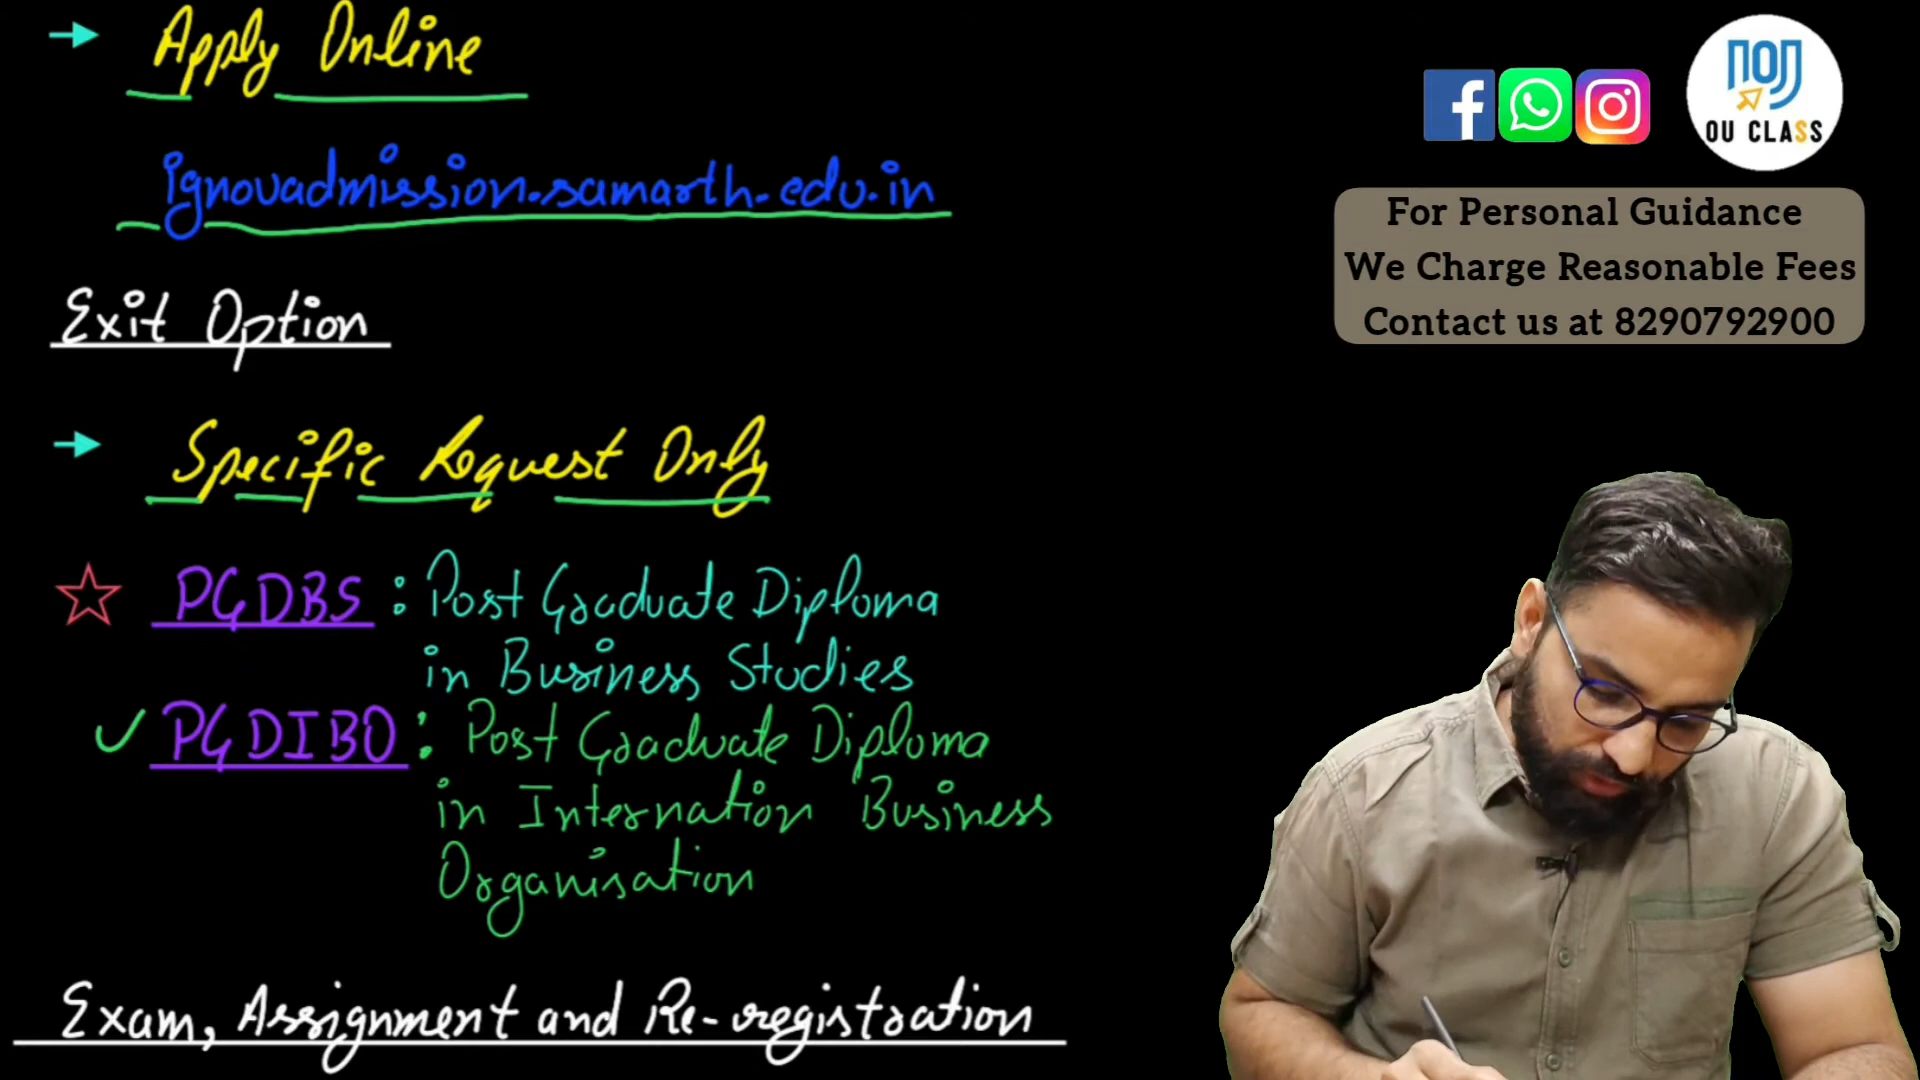 Apply Online
ignouadmission.samarth.edu.in
Exit Option
Specific Request Only
PGDBS : Post Graduate Diploma
in Business Studies
PGDIBO : Post Graduate Diploma
in Internation Business
Organisation
Exam, Assignment and Re-registration
OU CLASS
For Personal Guidance
We Charge Reasonable Fees
Contact us at 8290792900